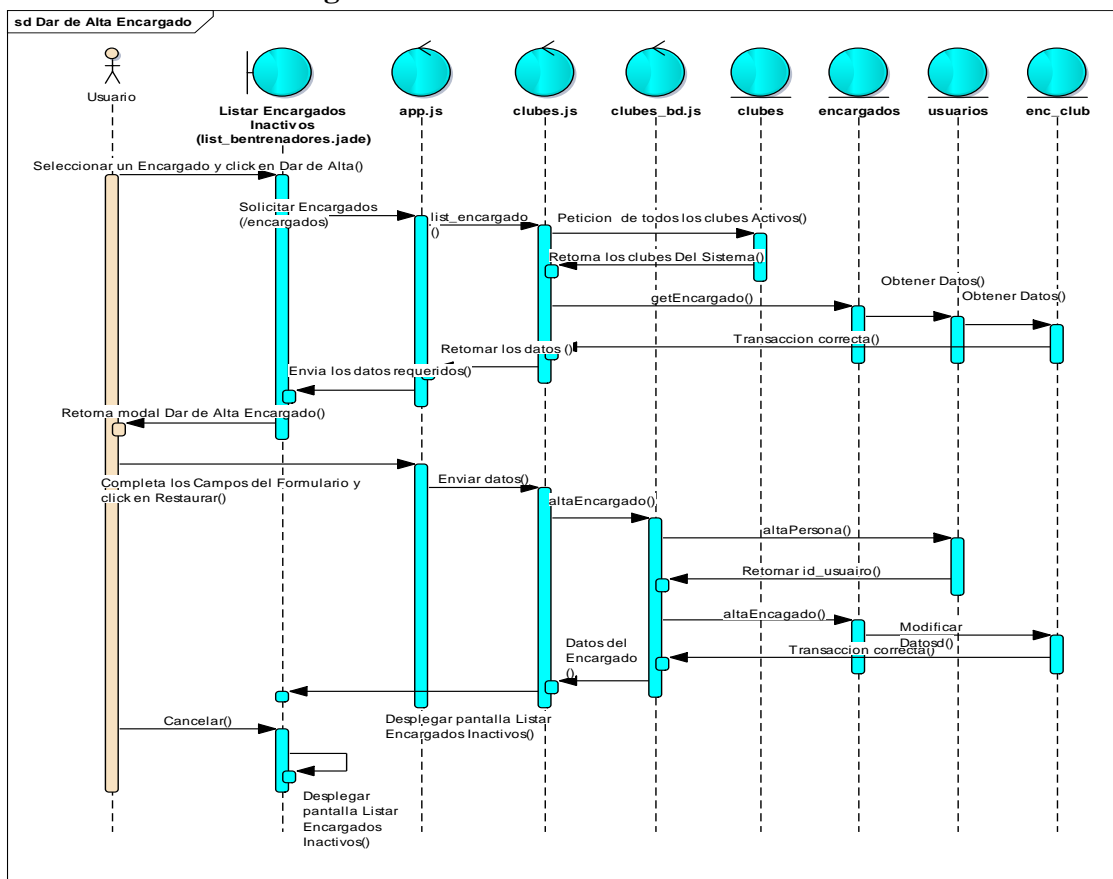 sd Dar de Alta Encargado
Usuario
Listar Encargados
Inactivos
(list_bentrenadores.jade)
app.js
clubes.js
clubes_bd.js
clubes
encargados
usuarios
enc_club
Seleccionar un Encargado y click en Dar de Alta()
Solicitar Encargados
(/encargados)
list_encargado
()
Peticion de todos los clubes Activos()
Retorna los clubes Del Sistema()
getEncargado()
Obtener Datos()
Obtener Datos()
Transaccion correcta()
Retornar los datos ()
Envia los datos requeridos()
Retorna modal Dar de Alta Encargado()
Completa los Campos del Formulario y
click en Restaurar()
Enviar datos()
altaEncargado()
altaPersona()
Retornar id_usuairo()
altaEncagado()
Modificar
Datosd()
Transaccion correcta()
Datos del
Encargado
()
Desplegar pantalla Listar
Encargados Inactivos()
Cancelar()
Desplegar
pantalla Listar
Encargados
Inactivos()